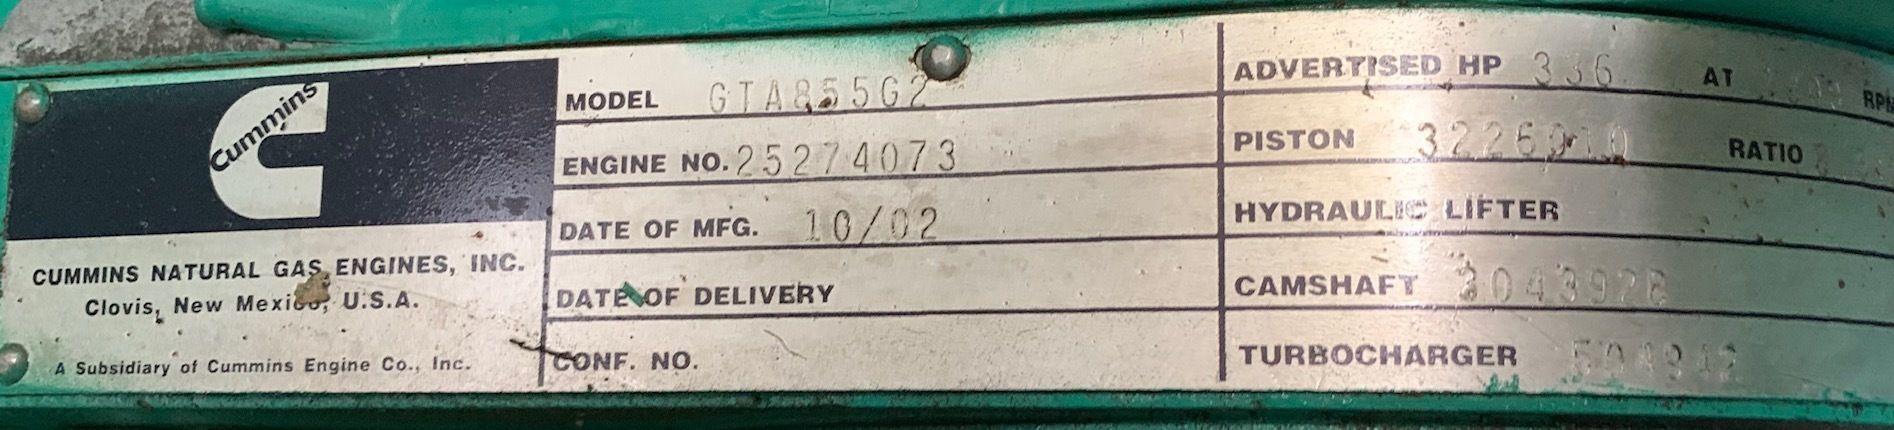 Cummins
CUMMINS NATURAL GAS ENGINES, INC.
Clovis, New Mexico, U.S.A.
A Subsidiary of Cummins Engine Co., Inc.
MODEL GTA855G2
ENGINE NO. 25274073
DATE OF MFG. 10/02
DATE OF DELIVERY
CONF. NO.
ADVERTISED HP 336 AT RPM
PISTON RATIO
HYDRAULIC LIFTER
CAMSHAFT
TURBOCHARGER